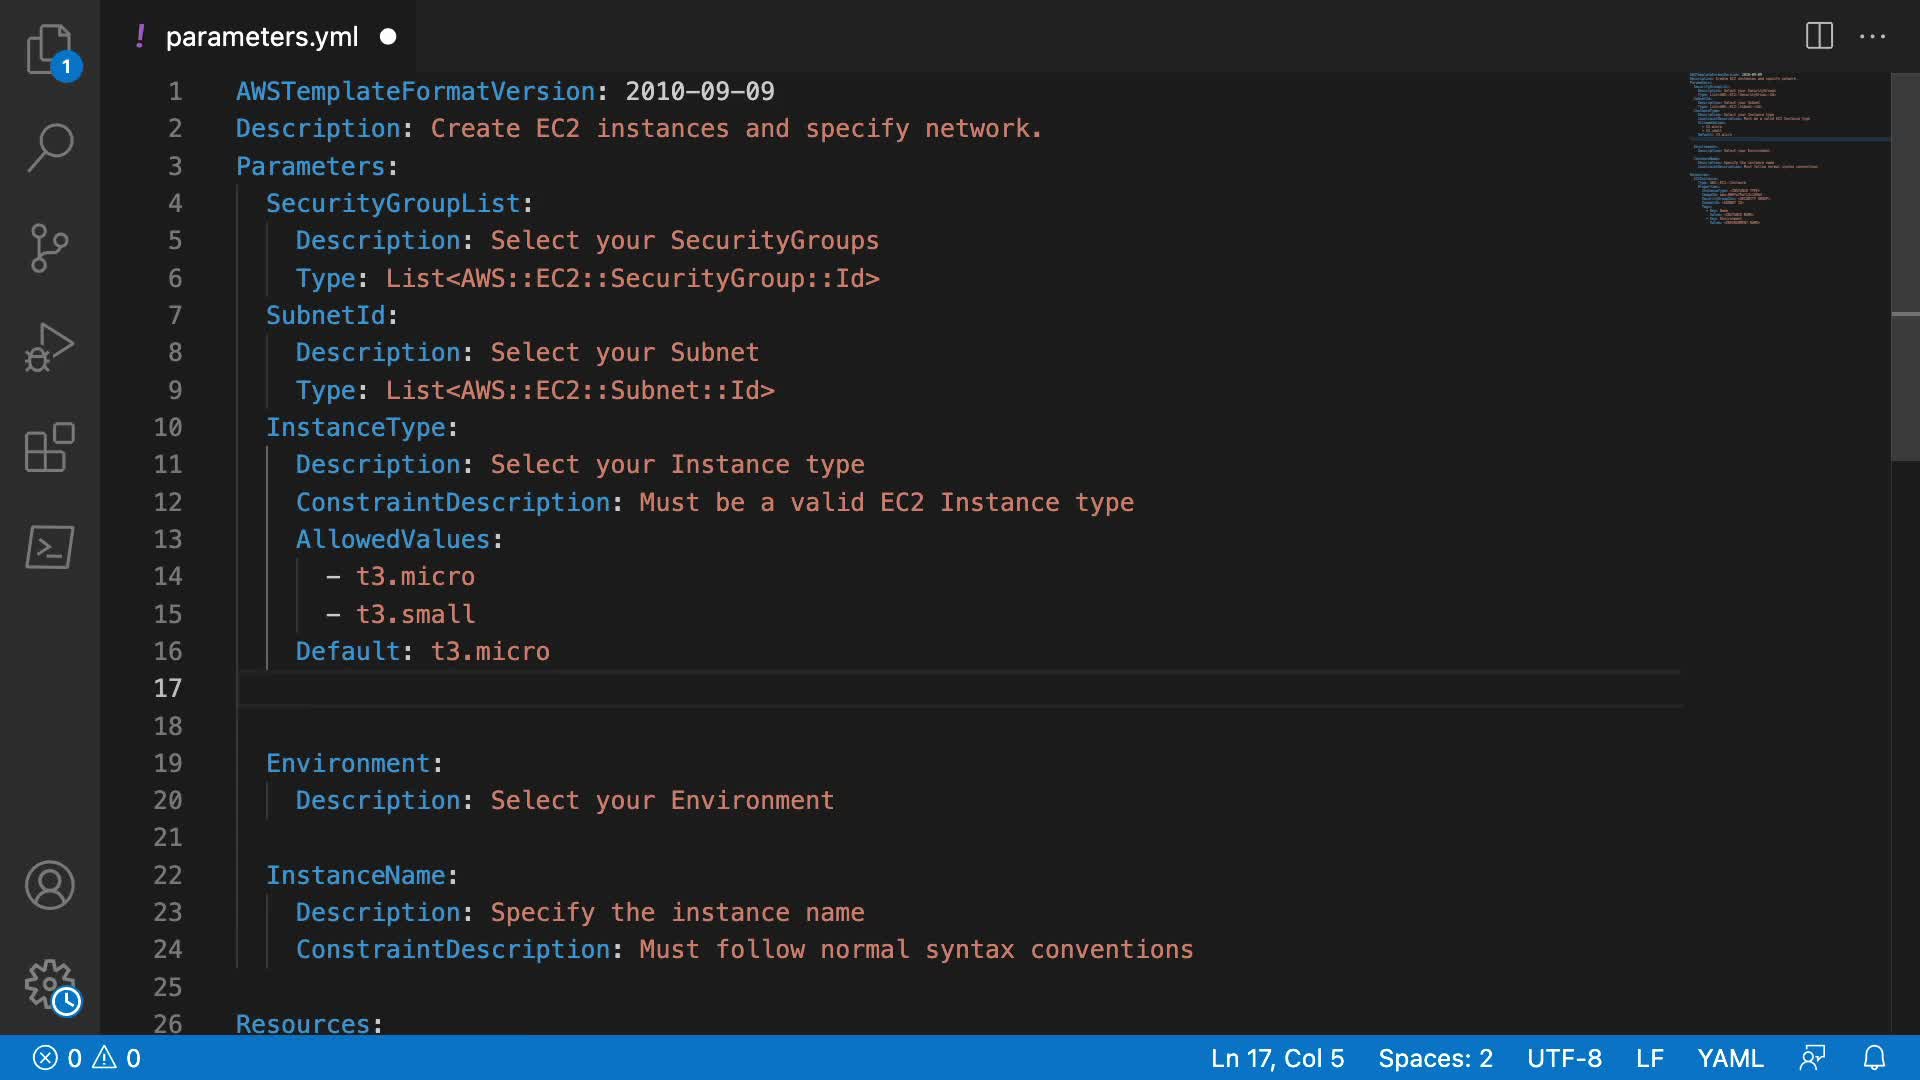 ! parameters.yml
1
1 AWSTemplateFormatVersion: 2010-09-09
2 Description: Create EC2 instances and specify network.
3 Parameters:
4 SecurityGroupList:
5 Description: Select your SecurityGroups
6 Type: List<AWS::EC2::SecurityGroup::Id>
7 SubnetId:
8 Description: Select your Subnet
9 Type: List<AWS::EC2::Subnet::Id>
10 InstanceType:
11 Description: Select your Instance type
12 ConstraintDescription: Must be a valid EC2 Instance type
13 AllowedValues:
14 - t3.micro
15 - t3.small
16 Default: t3.micro
17
18
19 Environment:
20 Description: Select your Environment
21
22 InstanceName:
23 Description: Specify the instance name
24 ConstraintDescription: Must follow normal syntax conventions
25
26 Resources:
0 0 Ln 17, Col 5 Spaces: 2 UTF-8 LF YAML